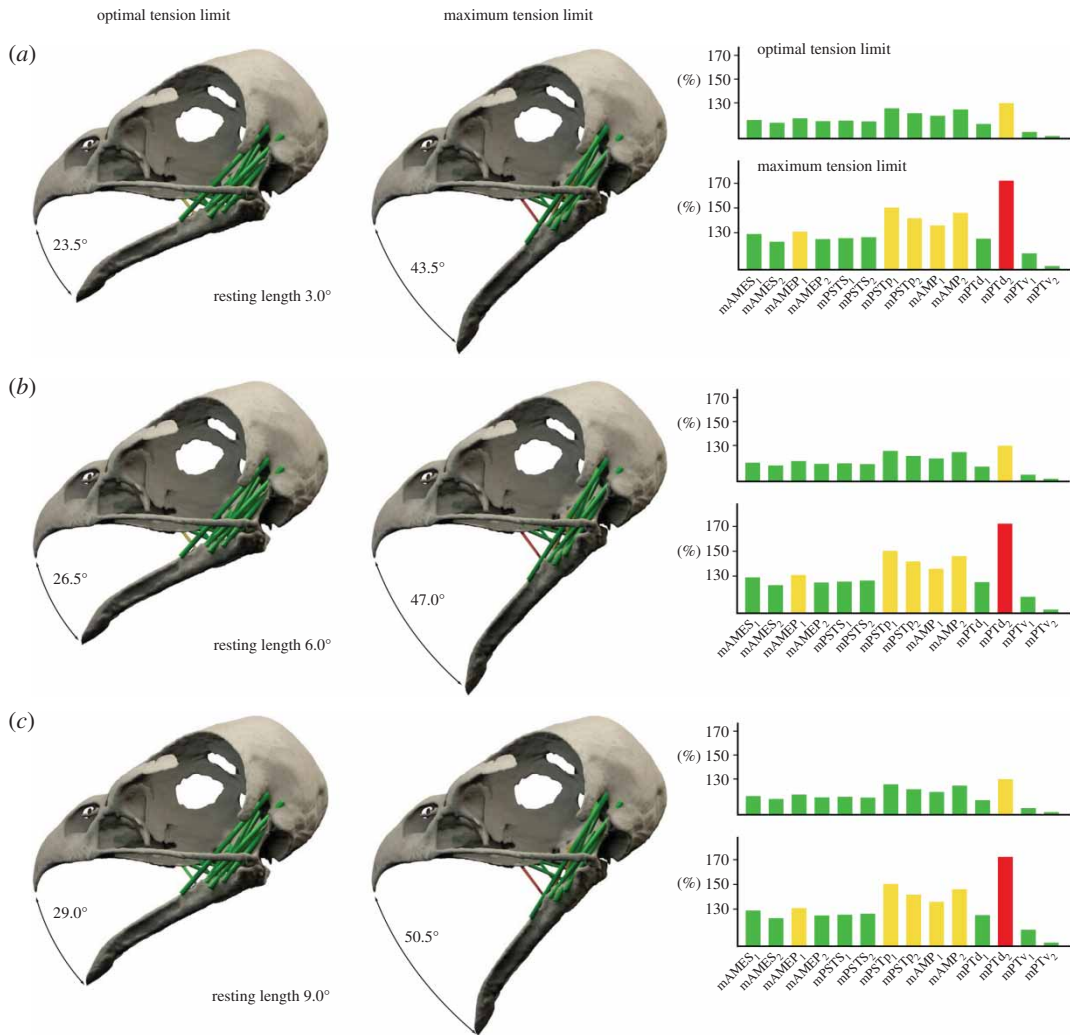 optimal tension limit
maximum tension limit
(a)
23.5°
resting length 3.0°
43.5°
optimal tension limit
(%)
170
150
130
maximum tension limit
(%)
170
150
130
mAMES1
mAMES2
mAMEP1
mAMEP2
mPSTS1
mPSTS2
mPSTp1
mPSTp2
mAMP1
mAMP2
mPTd1
mPTd2
mPTv1
mPTv2
(b)
26.5°
resting length 6.0°
47.0°
(%)
170
150
130
(%)
170
150
130
mAMES1
mAMES2
mAMEP1
mAMEP2
mPSTS1
mPSTS2
mPSTp1
mPSTp2
mAMP1
mAMP2
mPTd1
mPTd2
mPTv1
mPTv2
(c)
29.0°
resting length 9.0°
50.5°
(%)
170
150
130
(%)
170
150
130
mAMES1
mAMES2
mAMEP1
mAMEP2
mPSTS1
mPSTS2
mPSTp1
mPSTp2
mAMP1
mAMP2
mPTd1
mPTd2
mPTv1
mPTv2